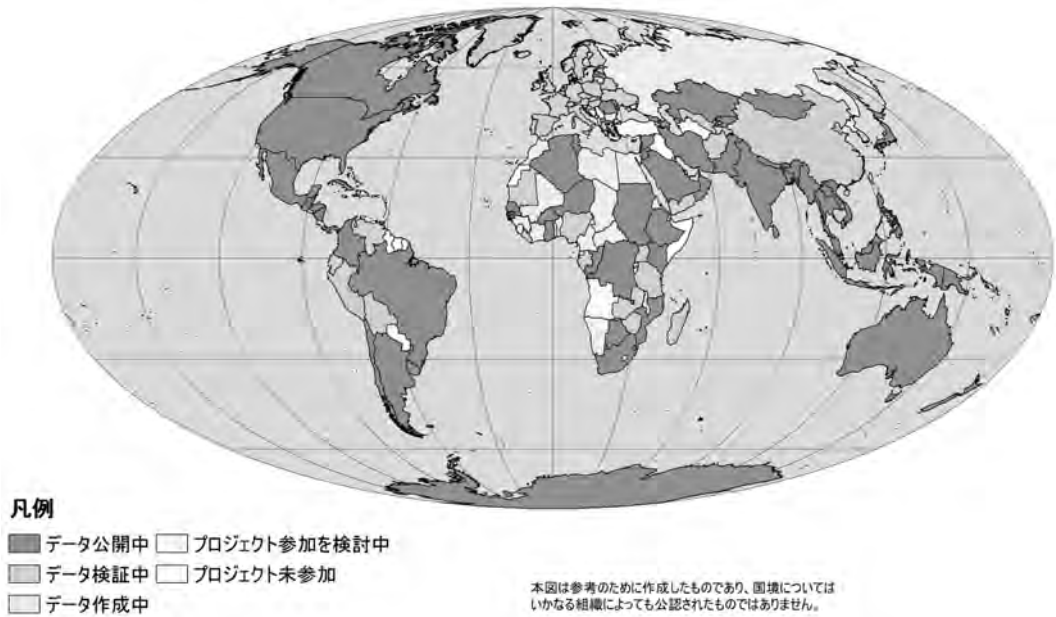 凡例
データ公開中 プロジェクト参加を検討中
データ検証中 プロジェクト未参加
データ作成中
本図は参考のために作成したものであり、国境については
いかなる組織によっても公認されたものではありません。